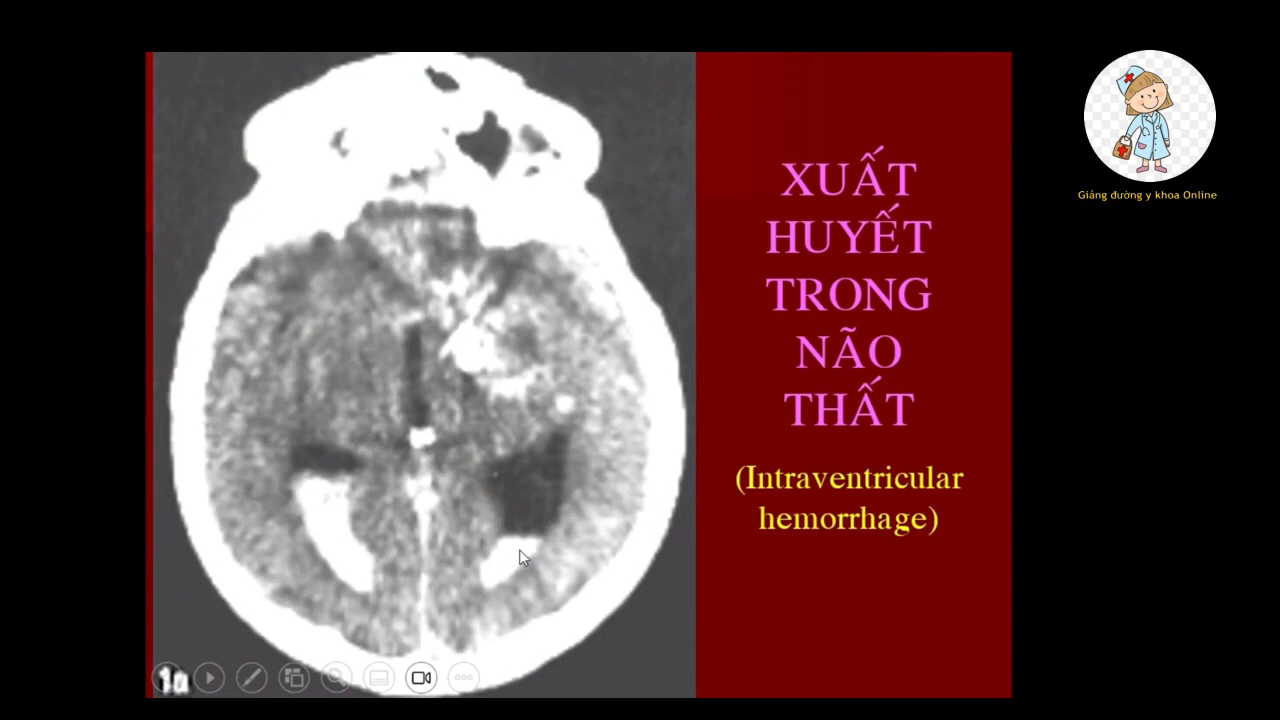 XUẤT
HUYẾT
TRONG
NÃO
THẤT
(Intraventricular
hemorrhage)
Giảng đường y khoa Online
1a